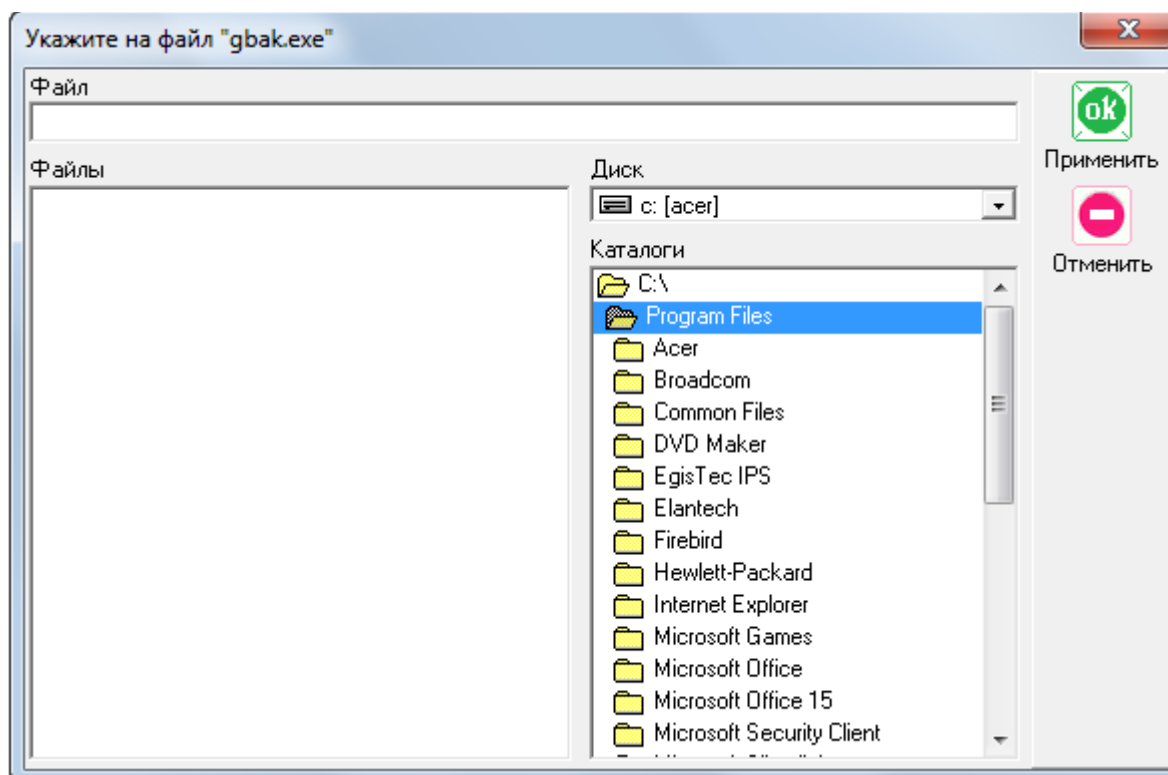 Укажите на файл "gbak.exe"
Файл
ok
Применить
Файлы
Диск
c: [acer]
Отменить
Каталоги
C:\
Program Files
Acer
Broadcom
Common Files
DVD Maker
EgisTec IPS
Elantech
Firebird
Hewlett-Packard
Internet Explorer
Microsoft Games
Microsoft Office
Microsoft Office 15
Microsoft Security Client